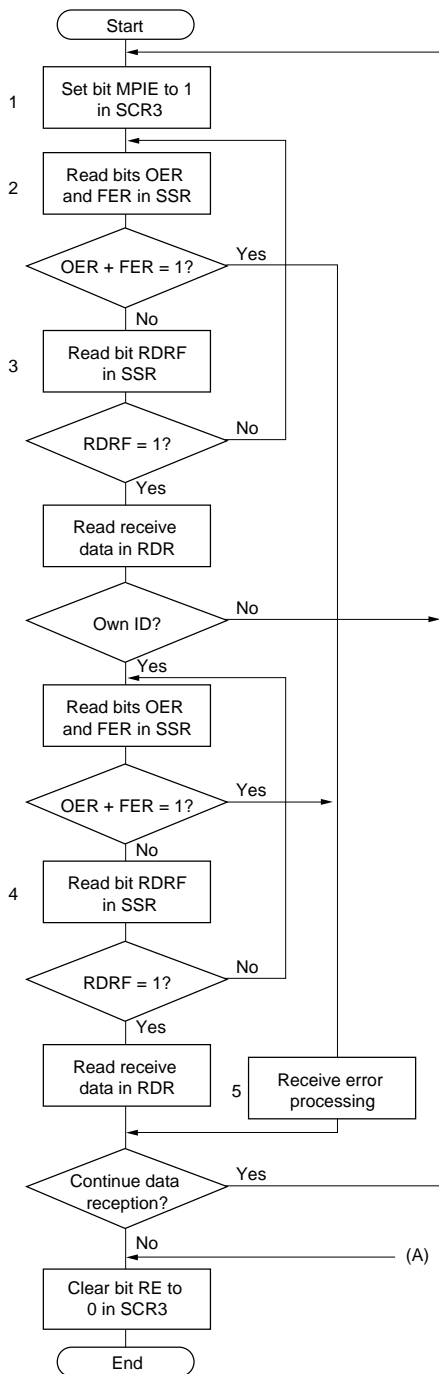 Start
1
Set bit MPIE to 1
in SCR3
2
Read bits OER
and FER in SSR
OER + FER = 1?
Yes
No
3
Read bit RDRF
in SSR
RDRF = 1?
No
Yes
Read receive
data in RDR
Own ID?
No
Yes
Read bits OER
and FER in SSR
OER + FER = 1?
Yes
No
4
Read bit RDRF
in SSR
RDRF = 1?
No
Yes
Read receive
data in RDR
5
Receive error
processing
Continue data
reception?
Yes
No
(A)
Clear bit RE to
0 in SCR3
End